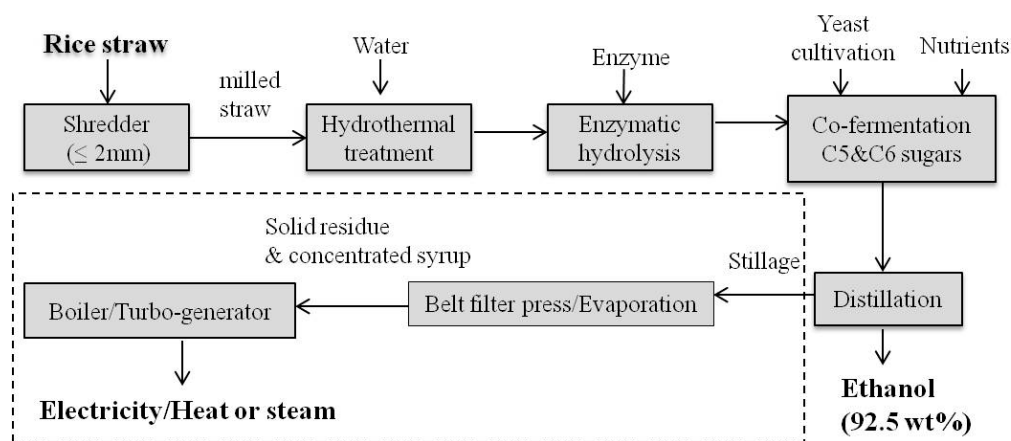 Rice straw
Water
Enzyme
Yeast
cultivation
Nutrients
milled
straw
Shredder
(≤ 2mm)
Hydrothermal
treatment
Enzymatic
hydrolysis
Co-fermentation
C5&C6 sugars
Solid residue
& concentrated syrup
Stillage
Boiler/Turbo-generator
Belt filter press/Evaporation
Distillation
Electricity/Heat or steam
Ethanol
(92.5 wt%)